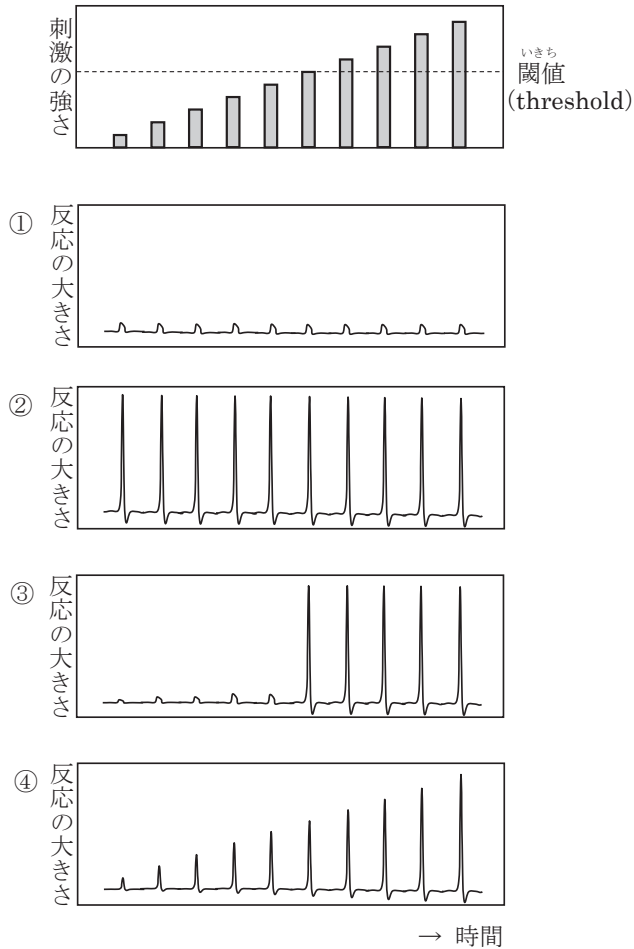 刺激の強さ
いきち
閾値
(threshold)
① 反応の大きさ
② 反応の大きさ
③ 反応の大きさ
④ 反応の大きさ
→ 時間